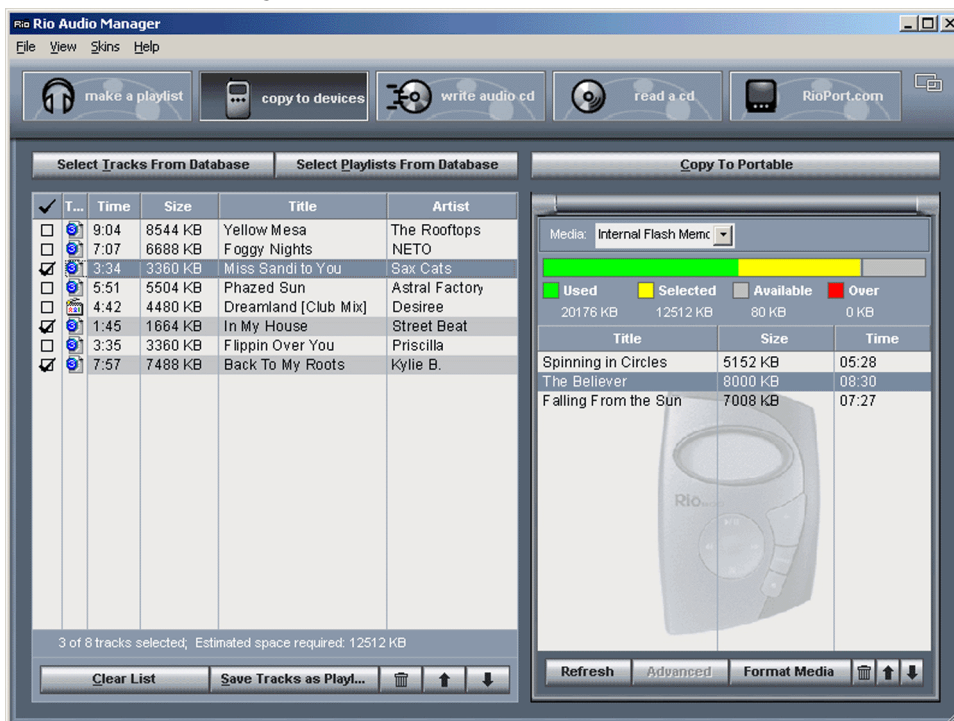 Rio Rio Audio Manager
File View Skins Help
make a playlist copy to devices write audio cd read a cd RioPort.com
Select Tracks From Database Select Playlists From Database Copy To Portable
T... Time Size Title Artist
9:04 8544 KB Yellow Mesa The Rooftops
7:07 6688 KB Foggy Nights NETO
3:34 3360 KB Miss Sandi to You Sax Cats
5:51 5504 KB Phazed Sun Astral Factory
4:42 4480 KB Dreamland [Club Mix] Desiree
1:45 1664 KB In My House Street Beat
3:35 3360 KB Flippin Over You Priscilla
7:57 7488 KB Back To My Roots Kylie B.
3 of 8 tracks selected; Estimated space required: 12512 KB
Clear List Save Tracks as Playl...
Media: Internal Flash Memc
Used Selected Available Over
20176 KB 12512 KB 80 KB 0 KB
Title Size Time
Spinning in Circles 5152 KB 05:28
The Believer 8000 KB 08:30
Falling From the Sun 7008 KB 07:27
Rio
Refresh Advanced Format Media